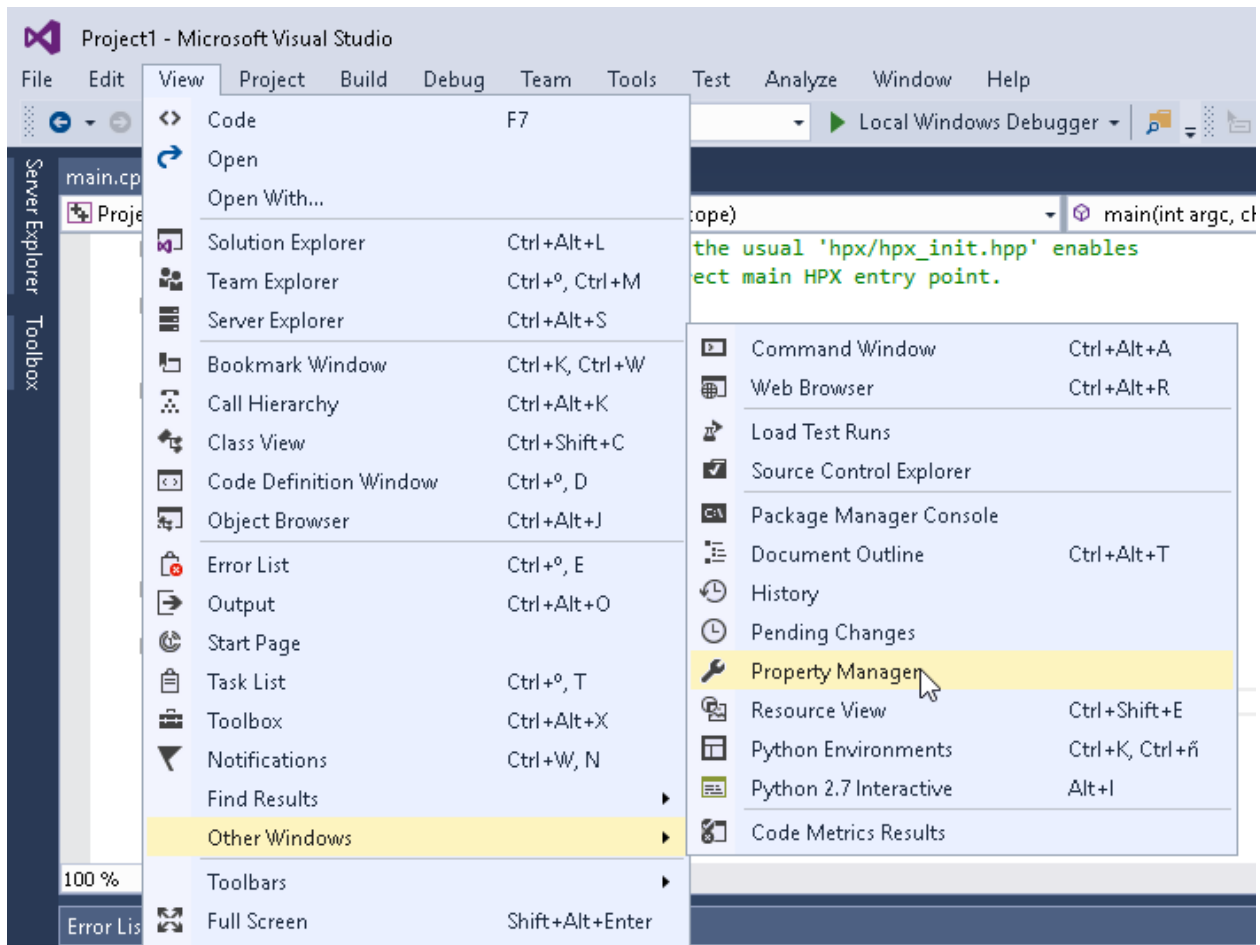 Project1 - Microsoft Visual Studio
File Edit View Project Build Debug Team Tools Test Analyze Window Help
Local Windows Debugger
Server Explorer
Toolbox
main.cp
Proje
ope)
main(int argc, ch
the usual 'hpx/hpx_init.hpp' enables
ect main HPX entry point.
Code F7
Open
Open With...
Solution Explorer Ctrl+Alt+L
Team Explorer Ctrl+º, Ctrl+M
Server Explorer Ctrl+Alt+S
Bookmark Window Ctrl+K, Ctrl+W
Call Hierarchy Ctrl+Alt+K
Class View Ctrl+Shift+C
Code Definition Window Ctrl+º, D
Object Browser Ctrl+Alt+J
Error List Ctrl+º, E
Output Ctrl+Alt+O
Start Page
Task List Ctrl+º, T
Toolbox Ctrl+Alt+X
Notifications Ctrl+W, N
Find Results
Other Windows
Toolbars
Full Screen Shift+Alt+Enter
Command Window Ctrl+Alt+A
Web Browser Ctrl+Alt+R
Load Test Runs
Source Control Explorer
Package Manager Console
Document Outline Ctrl+Alt+T
History
Pending Changes
Property Manager
Resource View Ctrl+Shift+E
Python Environments Ctrl+K, Ctrl+ñ
Python 2.7 Interactive Alt+I
Code Metrics Results
100 %
Error Lis